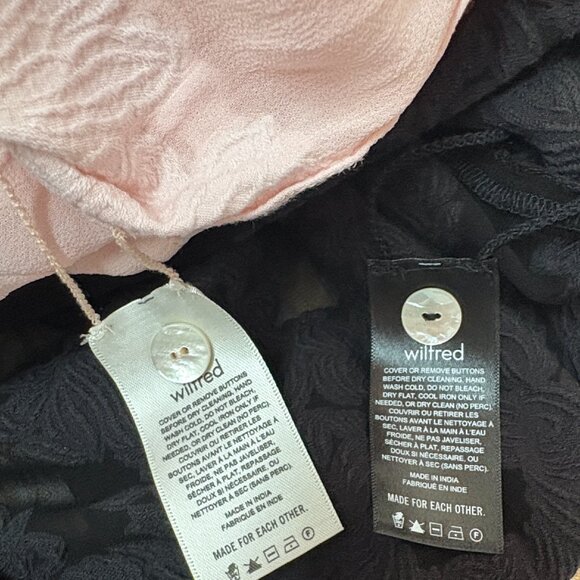 wilfred
COVER OR REMOVE BUTTONS
BEFORE DRY CLEANING, HAND
WASH COLD, DO NOT BLEACH,
DRY FLAT, COOL IRON ONLY IF
NEEDED, OR DRY CLEAN (NO PERC).
COUVRIR OU RETIRER LES
BOUTONS AVANT LE NETTOYAGE À
SEC, LAVER À LA MAIN À L'EAU
FROIDE, NE PAS JAVELISER,
SÉCHER À PLAT, REPASSAGE
DOUX SI NÉCESSAIRE OU
NETTOYER À SEC (SANS PERC).
MADE IN INDIA
FABRIQUÉ EN INDE
MADE FOR EACH OTHER.
wilfred
COVER OR REMOVE BUTTONS
BEFORE DRY CLEANING, HAND
WASH COLD, DO NOT BLEACH,
DRY FLAT, COOL IRON ONLY IF
NEEDED, OR DRY CLEAN (NO PERC).
COUVRIR OU RETIRER LES
BOUTONS AVANT LE NETTOYAGE À
SEC, LAVER À LA MAIN À L'EAU
FROIDE, NE PAS JAVELISER,
SÉCHER À PLAT, REPASSAGE
DOUX SI NÉCESSAIRE OU
NETTOYER À SEC (SANS PERC).
MADE IN INDIA
FABRIQUÉ EN INDE
MADE FOR EACH OTHER.